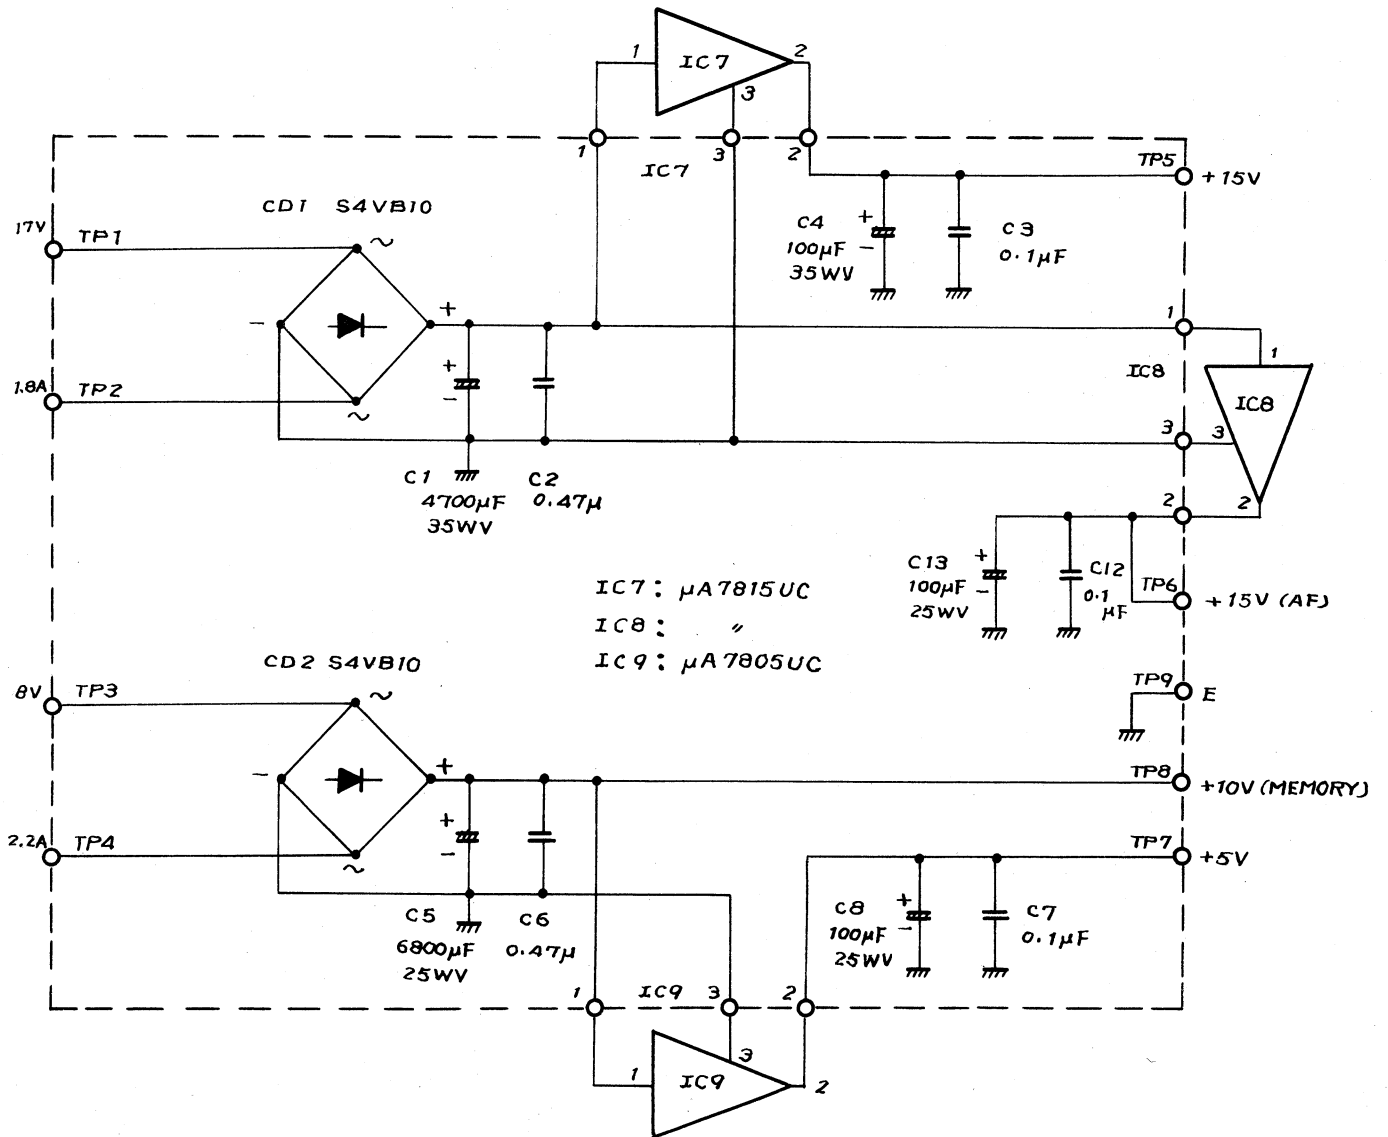 1
IC7
2
3
1
3
2
IC7
TP5
+15V
CD1 S4VB10
17V
TP1
~
C4
100µF
35WV
+
-
C3
0.1µF
-
+
1
1
+
-
IC8
IC8
1.8A
TP2
~
3
3
C1
4700µF
35WV
C2
0.47µ
2
2
C13
100µF
25WV
+
-
C12
0.1
µF
TP6
+15V (AF)
IC7: µA7815UC
IC8: 〃
IC9: µA7805UC
CD2 S4VB10
8V
TP3
~
TP9
E
-
+
TP8
+10V (MEMORY)
+
-
2.2A
TP4
~
TP7
+5V
C5
6800µF
25WV
C6
0.47µ
C8
100µF
25WV
+
-
C7
0.1µF
1
IC9
3
2
3
1
IC9
2